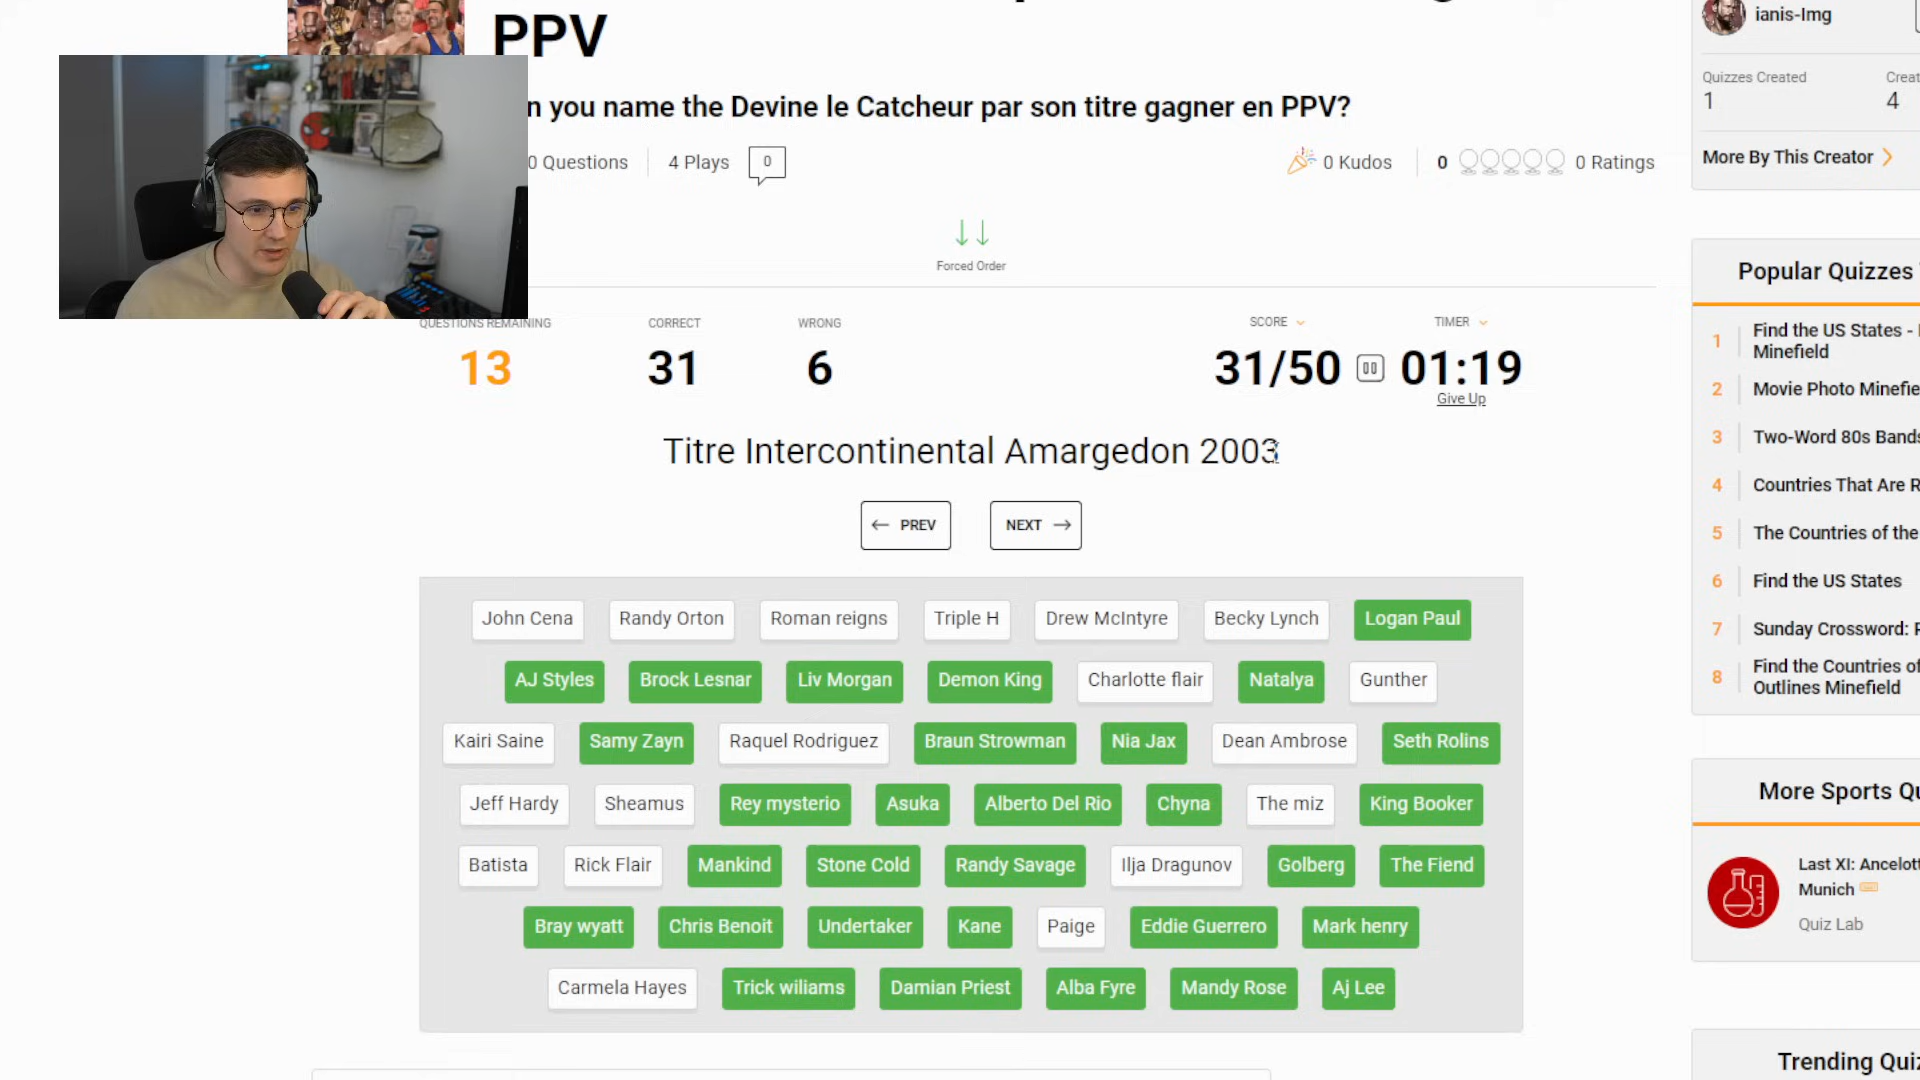 PPV
n you name the Devine le Catcheur par son titre gagner en PPV?
0 Questions
4 Plays
0
0 Kudos
0
0 Ratings
Forced Order
QUESTIONS REMAINING
CORRECT
WRONG
SCORE
TIMER
13
31
6
31/50
01:19
Give Up
Titre Intercontinental Amargedon 2003
PREV
NEXT
John Cena
Randy Orton
Roman reigns
Triple H
Drew McIntyre
Becky Lynch
Logan Paul
AJ Styles
Brock Lesnar
Liv Morgan
Demon King
Charlotte flair
Natalya
Gunther
Kairi Saine
Samy Zayn
Raquel Rodriguez
Braun Strowman
Nia Jax
Dean Ambrose
Seth Rolins
Jeff Hardy
Sheamus
Rey mysterio
Asuka
Alberto Del Rio
Chyna
The miz
King Booker
Batista
Rick Flair
Mankind
Stone Cold
Randy Savage
Ilja Dragunov
Golberg
The Fiend
Bray wyatt
Chris Benoit
Undertaker
Kane
Paige
Eddie Guerrero
Mark henry
Carmela Hayes
Trick wiliams
Damian Priest
Alba Fyre
Mandy Rose
Aj Lee
ianis-Img
Quizzes Created
Creat
1
4
More By This Creator
Popular Quizzes
1
Find the US States -
Minefield
2
Movie Photo Minefie
3
Two-Word 80s Bands
4
Countries That Are R
5
The Countries of the
6
Find the US States
7
Sunday Crossword:
8
Find the Countries of
Outlines Minefield
More Sports Qu
Last XI: Ancelott
Munich
Quiz Lab
Trending Quiz